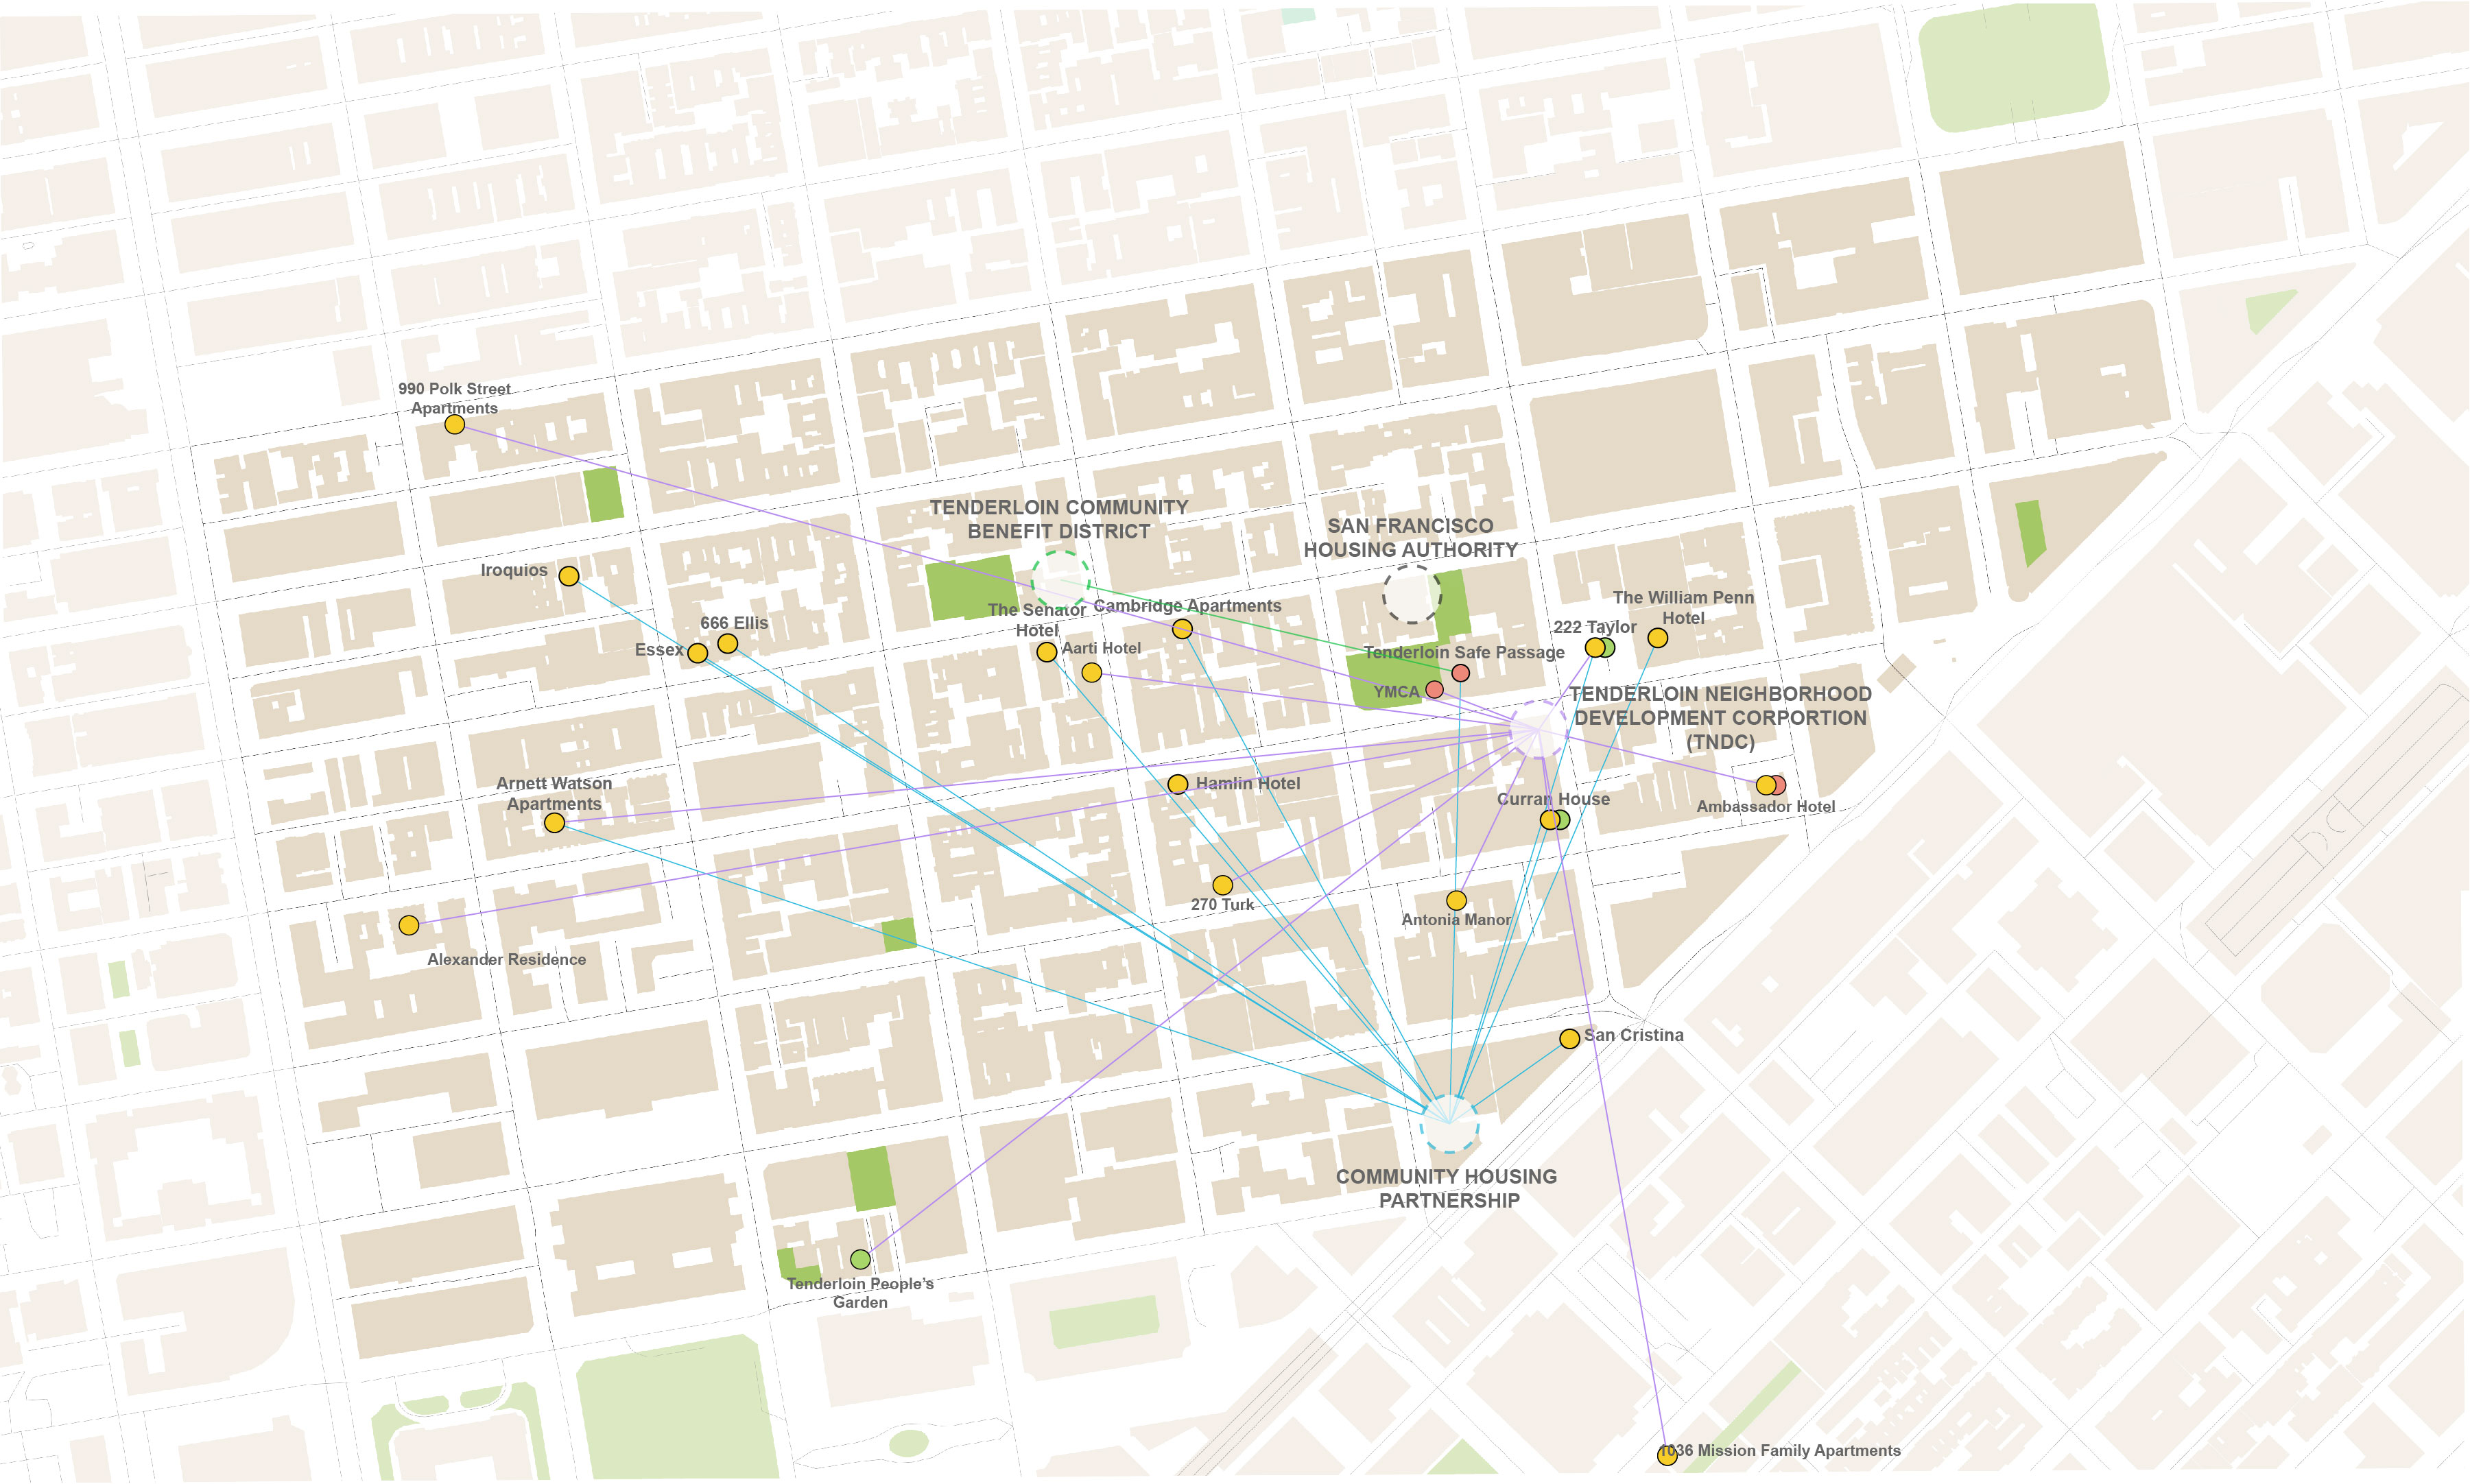 990 Polk Street
Apartments
TENDERLOIN COMMUNITY
BENEFIT DISTRICT
SAN FRANCISCO
HOUSING AUTHORITY
Iroquios
The Senator
Hotel
Cambridge Apartments
The William Penn
Hotel
666 Ellis
222 Taylor
Essex
Aarti Hotel
Tenderloin Safe Passage
YMCA
TENDERLOIN NEIGHBORHOOD
DEVELOPMENT CORPORTION
(TNDC)
Arnett Watson
Apartments
Hamlin Hotel
Curran House
Ambassador Hotel
270 Turk
Antonia Manor
Alexander Residence
San Cristina
COMMUNITY HOUSING
PARTNERSHIP
Tenderloin People’s
Garden
1036 Mission Family Apartments